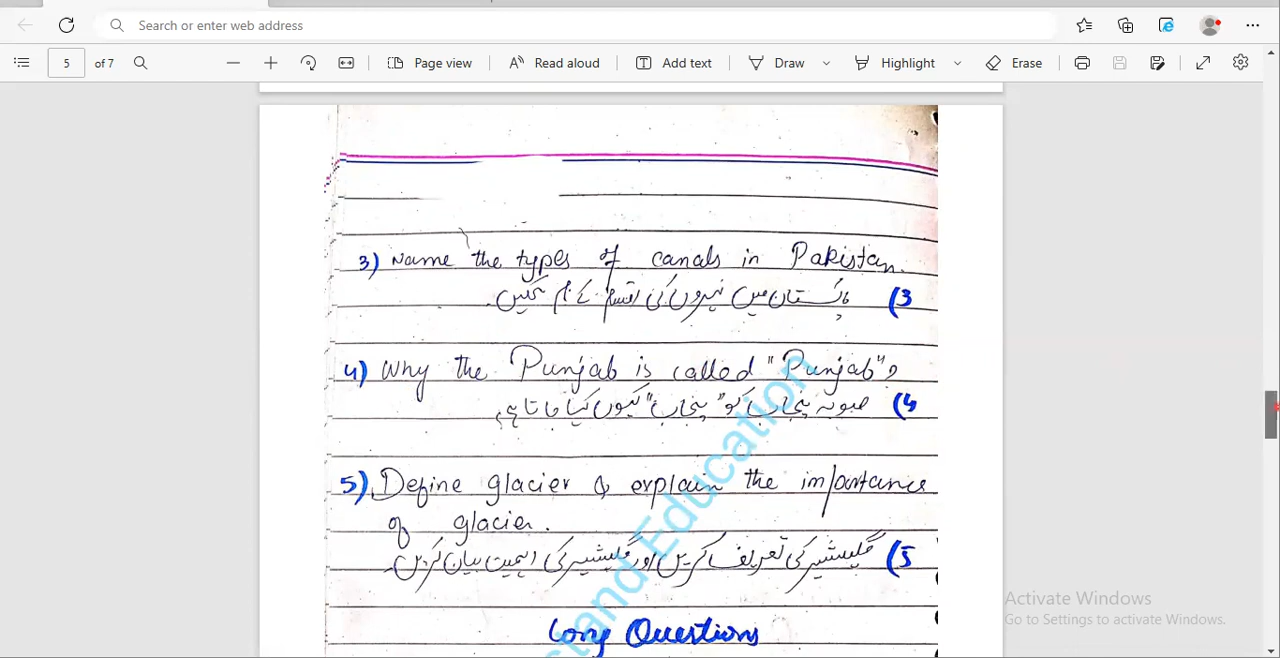 Search or enter web address
5 of 7
Page view
Read aloud
Add text
Draw
Highlight
Erase
3) Name the types of canals in Pakistan.
3) پاکستان میں نہروں کی اقسام کے نام لکھیں۔
4) Why the Punjab is called "Punjab"?
4) صوبہ پنجاب کو "پنجاب" کیوں کہا جاتا ہے؟
5) Define glacier & explain the importance
of glacier.
5) گلیشیر کی تعریف کریں اور گلیشیر کی اہمیت بیان کریں۔
Long Questions
stand Education
Activate Windows
Go to Settings to activate Windows.